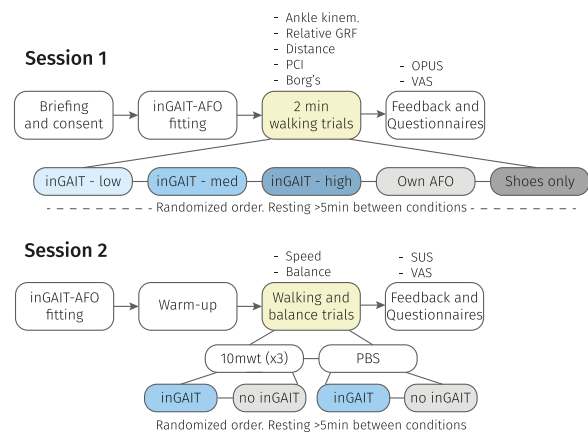 - Ankle kinem.
- Relative GRF
- Distance
- PCI
- Borg's
- OPUS
- VAS
Session 1
Briefing
and consent
inGAIT-AFO
fitting
2 min
walking trials
Feedback and
Questionnaires
inGAIT - low
inGAIT - med
inGAIT - high
Own AFO
Shoes only
Randomized order. Resting >5min between conditions
Session 2
- Speed
- Balance
- SUS
- VAS
inGAIT-AFO
fitting
Warm-up
Walking and
balance trials
Feedback and
Questionnaires
10mwt (x3)
PBS
inGAIT
no inGAIT
inGAIT
no inGAIT
Randomized order. Resting >5min between conditions